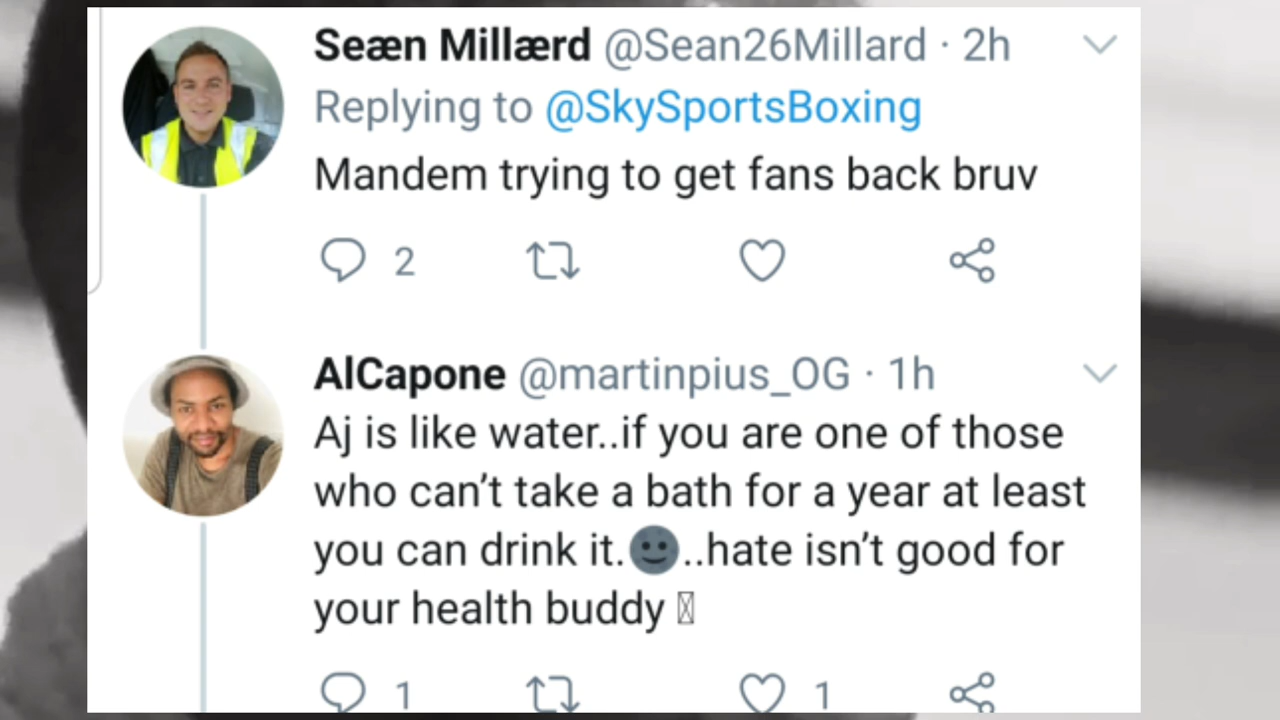 Seæn Millærd @Sean26Millard · 2h
Replying to @SkySportsBoxing
Mandem trying to get fans back bruv
2
AlCapone @martinpius_OG · 1h
Aj is like water..if you are one of those
who can't take a bath for a year at least
you can drink it.🌚..hate isn't good for
your health buddy
1 1